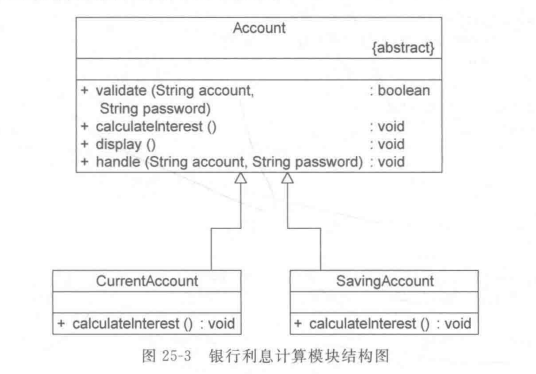 Account
{abstract}
+ validate (String account, : boolean
String password)
+ calculateInterest () : void
+ display () : void
+ handle (String account, String password) : void
CurrentAccount
+ calculateInterest () : void
SavingAccount
+ calculateInterest () : void
图 25-3 银行利息计算模块结构图